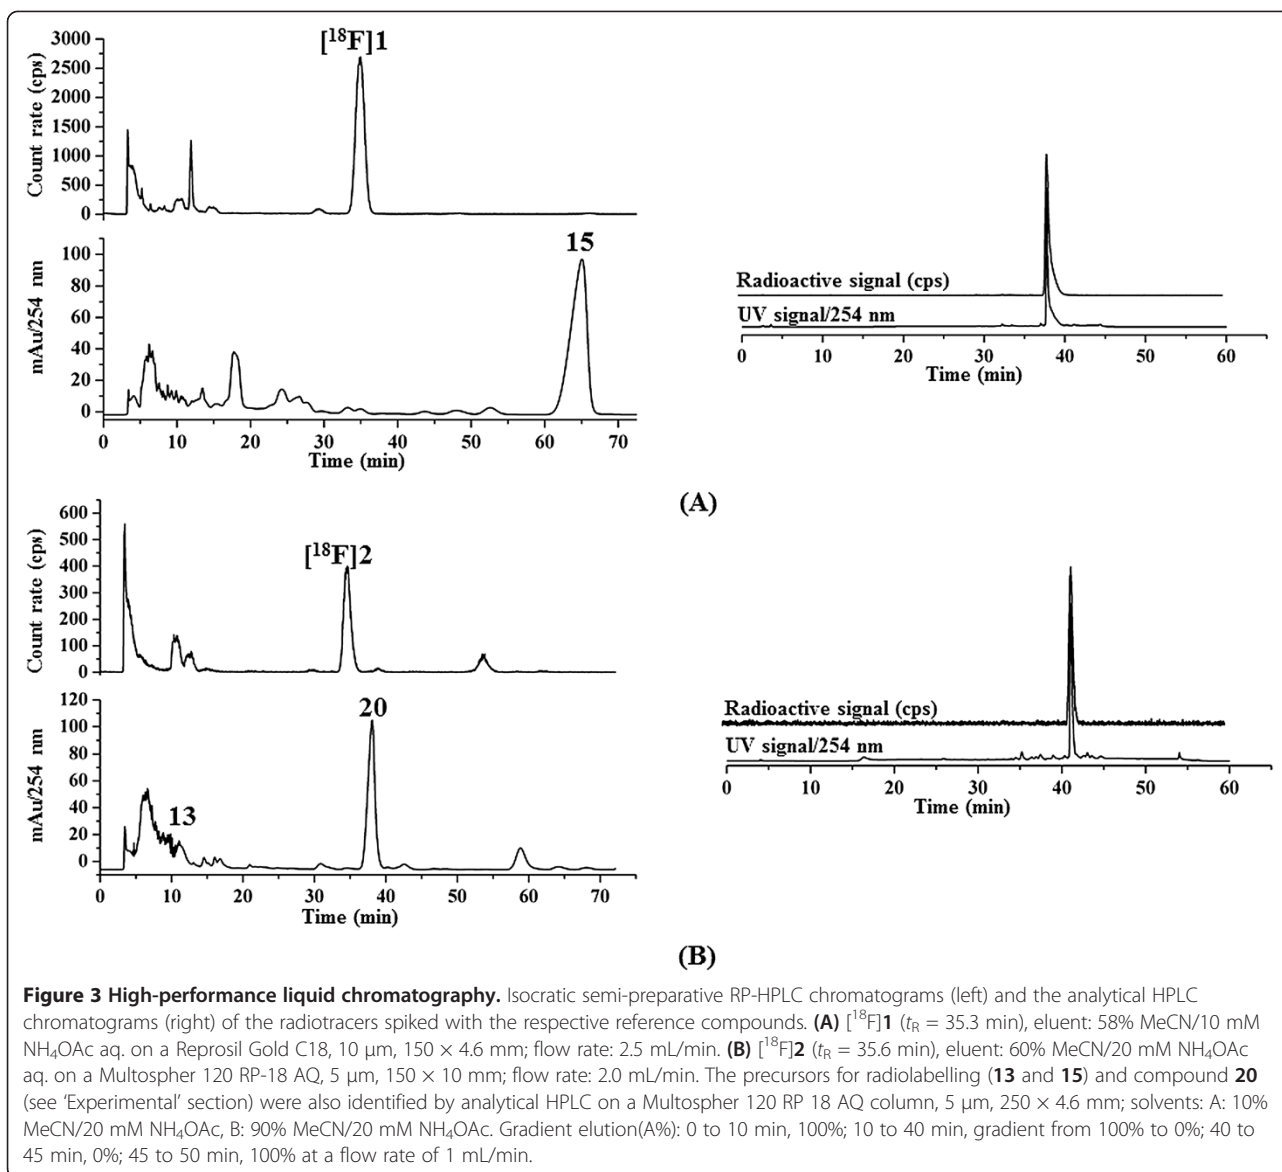 3000
2500
2000
1500
1000
500
0
Count rate (cps)
[¹⁸F]1
100
80
60
40
20
0
mAu/254 nm
15
0 10 20 30 40 50 60 70
Time (min)
Radioactive signal (cps)
UV signal/254 nm
0 10 20 30 40 50 60
Time (min)
(A)
600
500
400
300
200
100
0
Count rate (cps)
[¹⁸F]2
120
100
80
60
40
20
0
mAu/254 nm
13
20
0 10 20 30 40 50 60 70
Time (min)
Radioactive signal (cps)
UV signal/254 nm
0 10 20 30 40 50 60
Time (min)
(B)
Figure 3 High-performance liquid chromatography. Isocratic semi-preparative RP-HPLC chromatograms (left) and the analytical HPLC
chromatograms (right) of the radiotracers spiked with the respective reference compounds. (A) [¹⁸F]1 (tR = 35.3 min), eluent: 58% MeCN/10 mM
NH₄OAc aq. on a Reprosil Gold C18, 10 μm, 150 × 4.6 mm; flow rate: 2.5 mL/min. (B) [¹⁸F]2 (tR = 35.6 min), eluent: 60% MeCN/20 mM NH₄OAc
aq. on a Multospher 120 RP-18 AQ, 5 μm, 150 × 10 mm; flow rate: 2.0 mL/min. The precursors for radiolabelling (13 and 15) and compound 20
(see ‘Experimental’ section) were also identified by analytical HPLC on a Multospher 120 RP 18 AQ column, 5 μm, 250 × 4.6 mm; solvents: A: 10%
MeCN/20 mM NH₄OAc, B: 90% MeCN/20 mM NH₄OAc. Gradient elution(A%): 0 to 10 min, 100%; 10 to 40 min, gradient from 100% to 0%; 40 to
45 min, 0%; 45 to 50 min, 100% at a flow rate of 1 mL/min.